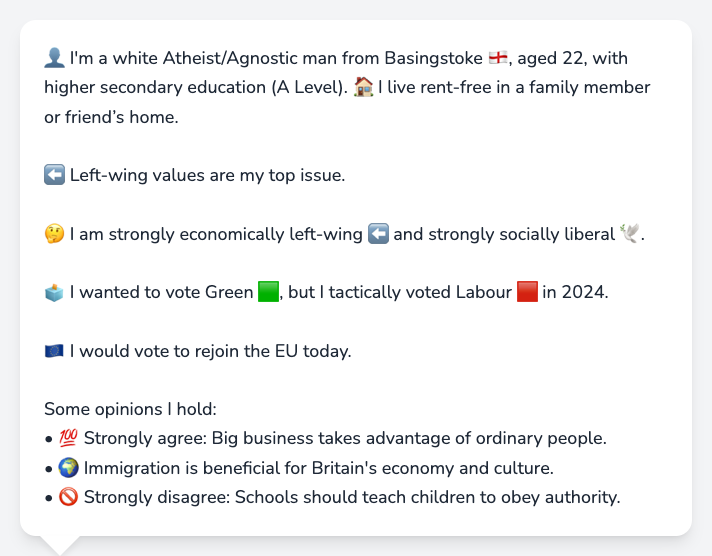 👤 I'm a white Atheist/Agnostic man from Basingstoke 🏴󠁧󠁢󠁥󠁮󠁧󠁿, aged 22, with
higher secondary education (A Level). 🏠 I live rent-free in a family member
or friend’s home.
⬅️ Left-wing values are my top issue.
🤔 I am strongly economically left-wing ⬅️ and strongly socially liberal 🕊️.
🗳️ I wanted to vote Green 🟩, but I tactically voted Labour 🟥 in 2024.
🇪🇺 I would vote to rejoin the EU today.
Some opinions I hold:
• 💯 Strongly agree: Big business takes advantage of ordinary people.
• 🌍 Immigration is beneficial for Britain's economy and culture.
• 🚫 Strongly disagree: Schools should teach children to obey authority.